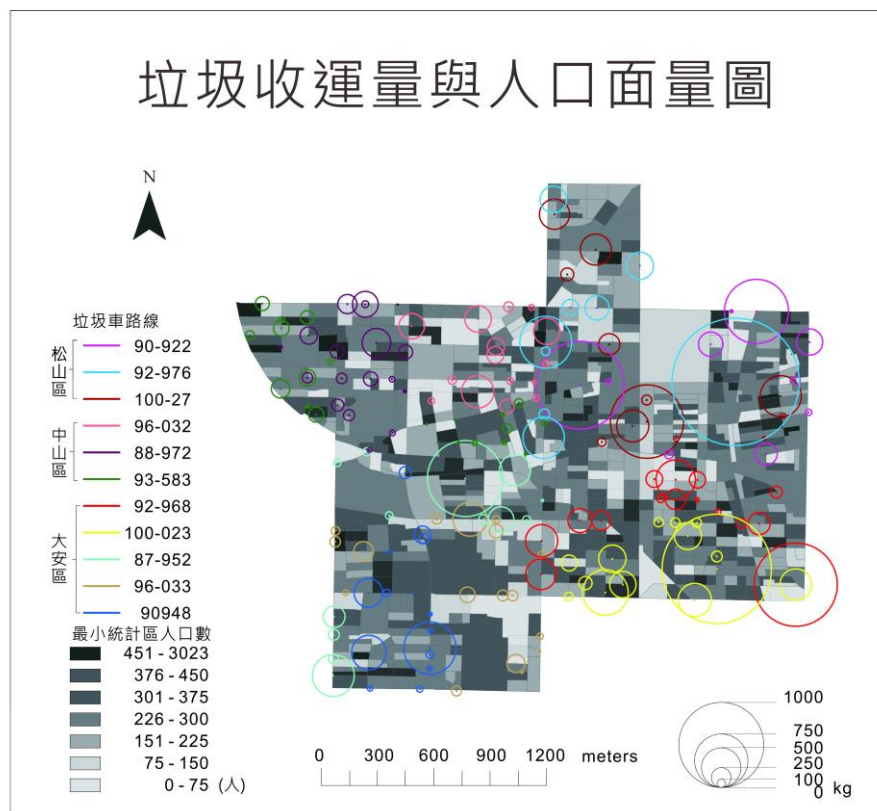 垃圾收運量與人口面量圖
N
垃圾車路線
松山區
90-922
92-976
100-27
中山區
96-032
88-972
93-583
大安區
92-968
100-023
87-952
96-033
90948
最小統計區人口數
451 - 3023
376 - 450
301 - 375
226 - 300
151 - 225
75 - 150
0 - 75 (人)
0 300 600 900 1200 meters
1000
750
500
250
100
0 kg